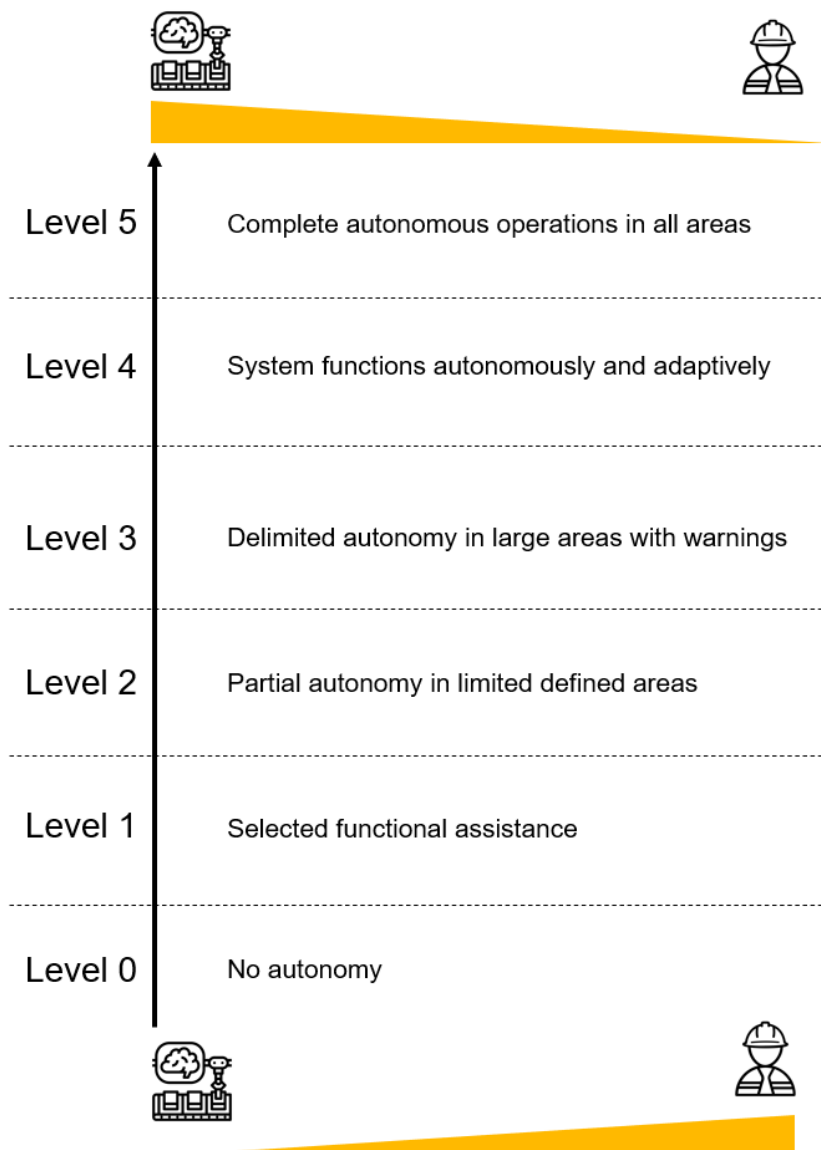 Level 5 Complete autonomous operations in all areas
Level 4 System functions autonomously and adaptively
Level 3 Delimited autonomy in large areas with warnings
Level 2 Partial autonomy in limited defined areas
Level 1 Selected functional assistance
Level 0 No autonomy